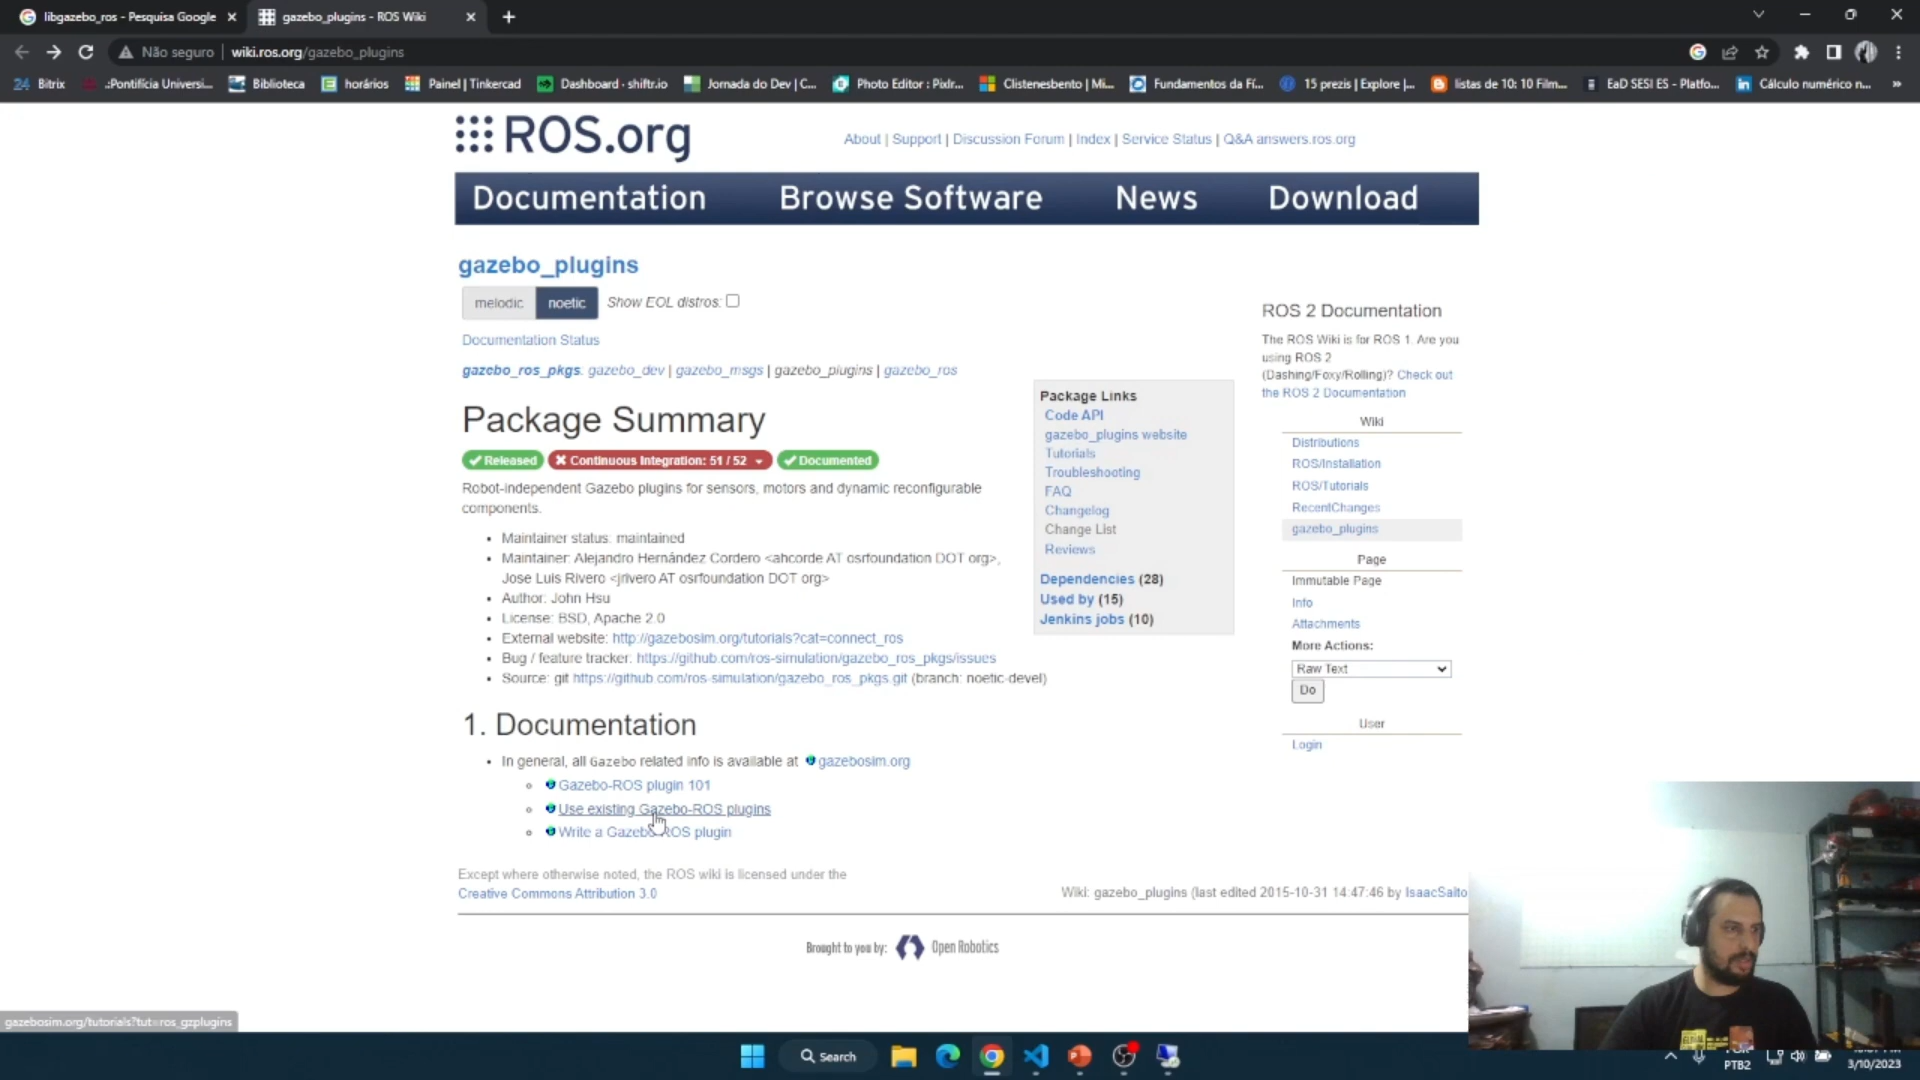 libgazebo_ros - Pesquisa Google
gazebo_plugins - ROS Wiki
Não seguro
wiki.ros.org/gazebo_plugins
24 Bitrix
.:Pontifícia Universi...
Biblioteca
horários
Painel | Tinkercad
Dashboard · shiftr.io
Jornada do Dev | C...
Photo Editor : Pixlr...
Clistenesbento | Mi...
Fundamentos da Fí...
15 prezis | Explore |...
listas de 10: 10 Film...
EaD SESI ES - Platfo...
Cálculo numérico n...
»
ROS.org
About | Support | Discussion Forum | Index | Service Status | Q&A answers.ros.org
Documentation Browse Software News Download
gazebo_plugins
melodic noetic Show EOL distros:
Documentation Status
gazebo_ros_pkgs: gazebo_dev | gazebo_msgs | gazebo_plugins | gazebo_ros
Package Summary
Released Continuous Integration: 51 / 52 Documented
Robot-independent Gazebo plugins for sensors, motors and dynamic reconfigurable
components.
• Maintainer status: maintained
• Maintainer: Alejandro Hernández Cordero <ahcorde AT osrfoundation DOT org>,
Jose Luis Rivero <jrivero AT osrfoundation DOT org>
• Author: John Hsu
• License: BSD, Apache 2.0
• External website: http://gazebosim.org/tutorials?cat=connect_ros
• Bug / feature tracker: https://github.com/ros-simulation/gazebo_ros_pkgs/issues
• Source: git https://github.com/ros-simulation/gazebo_ros_pkgs.git (branch: noetic-devel)
Package Links
Code API
gazebo_plugins website
Tutorials
Troubleshooting
FAQ
Changelog
Change List
Reviews
Dependencies (28)
Used by (15)
Jenkins jobs (10)
ROS 2 Documentation
The ROS Wiki is for ROS 1. Are you
using ROS 2
(Dashing/Foxy/Rolling)? Check out
the ROS 2 Documentation
Wiki
Distributions
ROS/Installation
ROS/Tutorials
RecentChanges
gazebo_plugins
Page
Immutable Page
Info
Attachments
More Actions:
Raw Text
Do
User
Login
1. Documentation
• In general, all Gazebo related info is available at gazebosim.org
Gazebo-ROS plugin 101
Use existing Gazebo-ROS plugins
Write a Gazebo-ROS plugin
Except where otherwise noted, the ROS wiki is licensed under the
Creative Commons Attribution 3.0
Wiki: gazebo_plugins (last edited 2015-10-31 14:47:46 by IsaacSaito
Brought to you by: Open Robotics
gazebosim.org/tutorials?tut=ros_gzplugins
Search
PTB2
3/10/2023